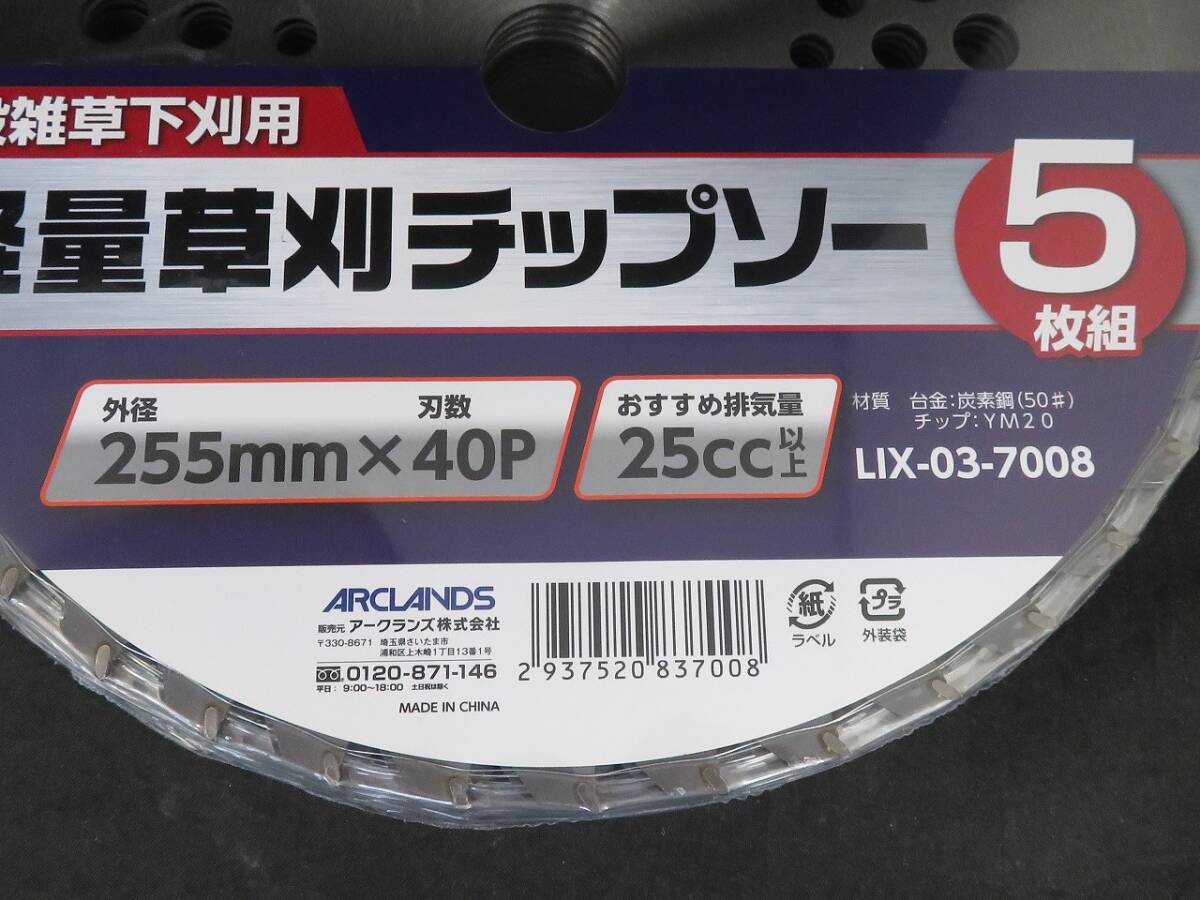 雑草下刈用
量草刈チップソー
5
枚組
外径 刃数
255mm×40P
おすすめ排気量
25cc以上
材質 台金:炭素鋼(50♯)
チップ:YM20
LIX-03-7008
ARCLANDS
販売元 アークランズ株式会社
〒330-8671 埼玉県さいたま市
浦和区上木崎1丁目13番1号
0120-871-146
平日: 9:00〜18:00 土日祝は除く
MADE IN CHINA
2 937520 837008
紙
ラベル
プラ
外装袋